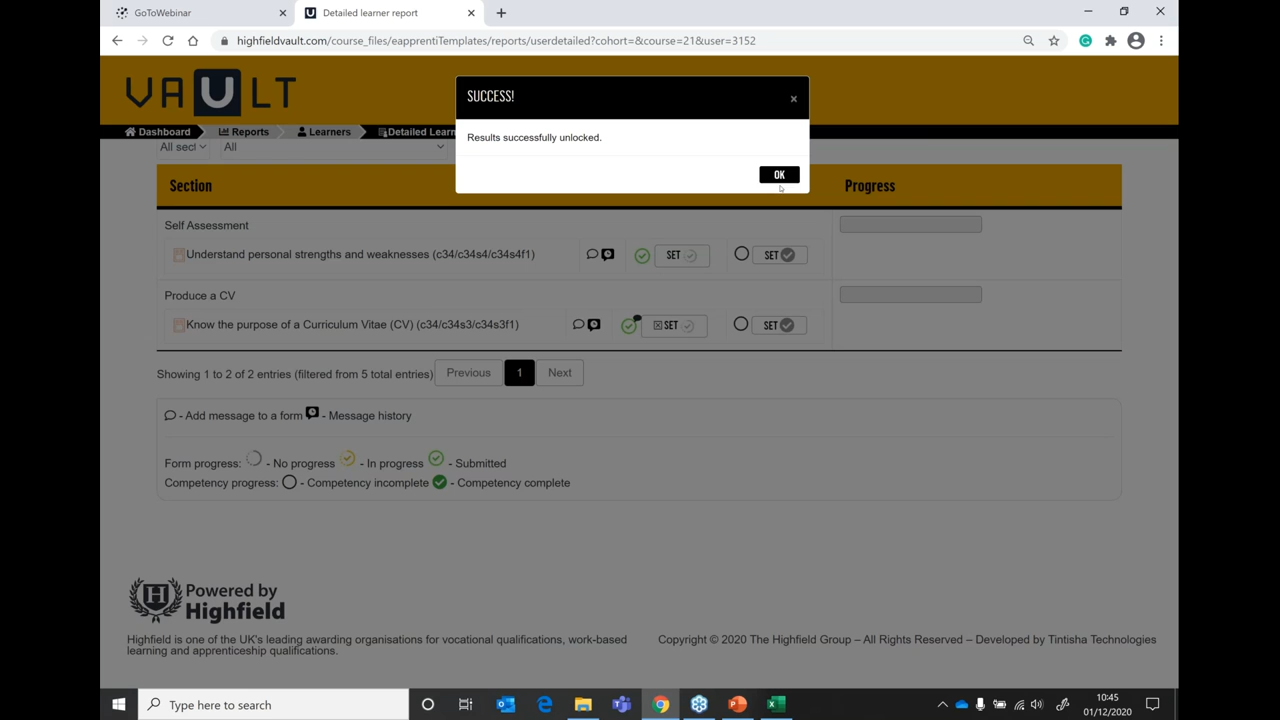 GoToWebinar
Detailed learner report
highfieldvault.com/course_files/eapprentiTemplates/reports/userdetailed?cohort=&course=21&user=3152
VAULT
SUCCESS!
Results successfully unlocked.
OK
Dashboard Reports Learners Detailed Learn
All secl All
Section Progress
Self Assessment
Understand personal strengths and weaknesses (c34/c34s4/c34s4f1) SET SET
Produce a CV
Know the purpose of a Curriculum Vitae (CV) (c34/c34s3/c34s3f1) SET SET
Showing 1 to 2 of 2 entries (filtered from 5 total entries) Previous 1 Next
- Add message to a form - Message history
Form progress: - No progress - In progress - Submitted
Competency progress: - Competency incomplete - Competency complete
Powered by
Highfield
Highfield is one of the UK's leading awarding organisations for vocational qualifications, work-based
learning and apprenticeship qualifications.
Copyright © 2020 The Highfield Group – All Rights Reserved – Developed by Tintisha Technologies
Type here to search
10:45
01/12/2020